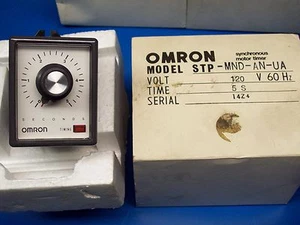 OMRON synchronous motor timer
MODEL STP-MND-AN-UA
VOLT 120 V 60 Hz
TIME 5 S
SERIAL 1424
SECONDS
OMRON TIMING